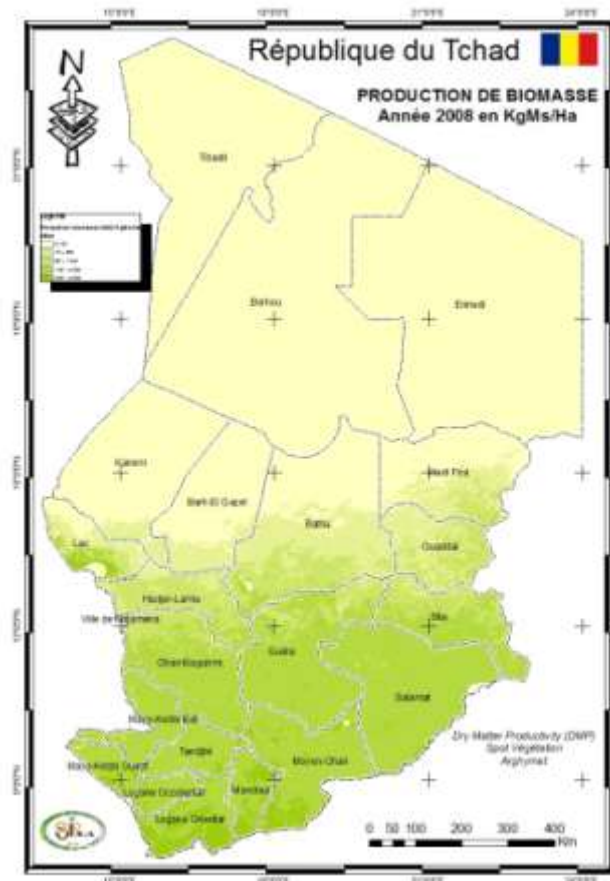 République du Tchad
PRODUCTION DE BIOMASSE
Année 2008 en KgMs/Ha
N
Tibesti
Borkou
Ennedi
Kanem
Barh El Gazel
Batha
Wadi Fira
Ouaddaï
Lac
Hadjer-Lamis
Ville de N'Djamena
Guéra
Sila
Chari-Baguirmi
Salamat
Mayo-Kebbi Est
Mayo-Kebbi Ouest
Tandjilé
Moyen-Chari
Logone Occidental
Mandoul
Logone Oriental
Dry Matter Productivity (DMP)
Spot Végétation
Arghymet
0 50 100 200 300 400
Km